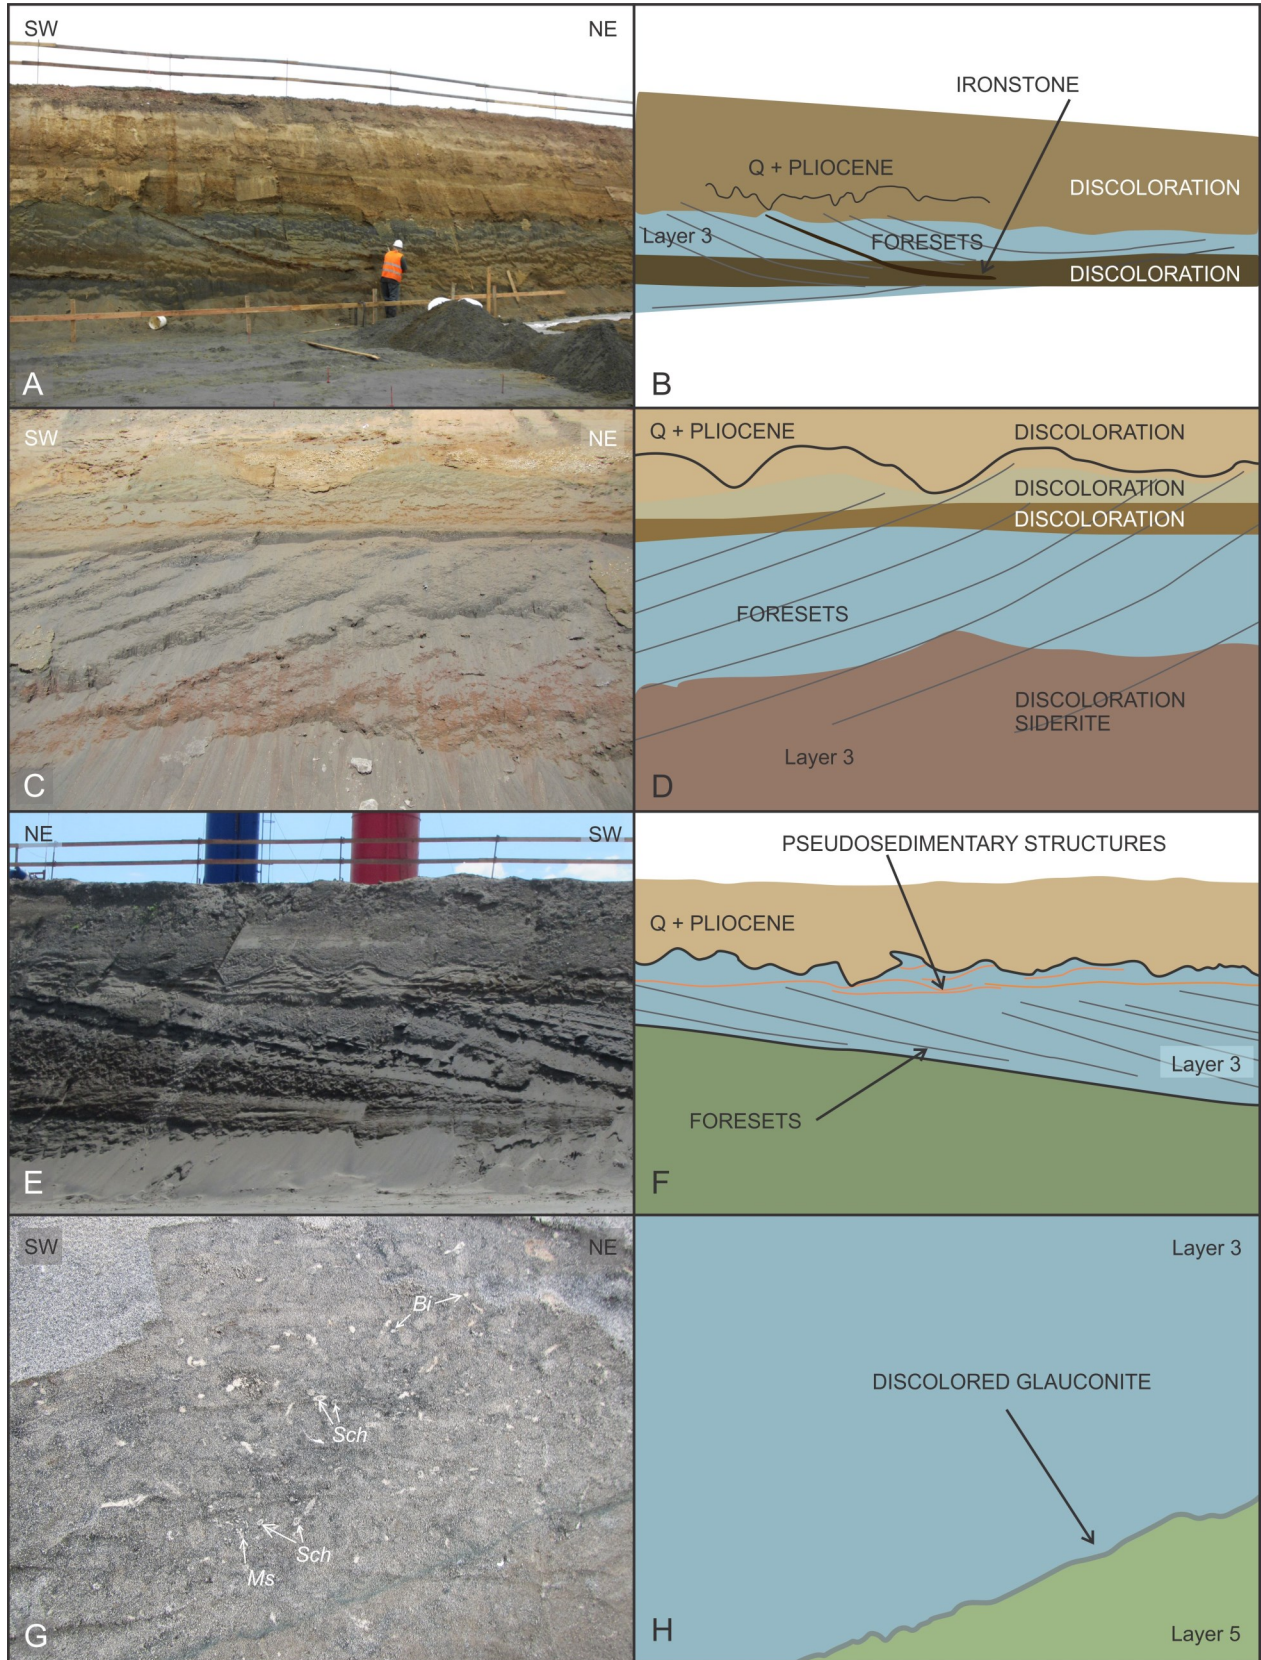 SW
NE
A
IRONSTONE
Q + PLIOCENE
DISCOLORATION
Layer 3
FORESETS
DISCOLORATION
B
SW
NE
C
Q + PLIOCENE
DISCOLORATION
DISCOLORATION
DISCOLORATION
FORESETS
DISCOLORATION
SIDERITE
Layer 3
D
NE
SW
E
PSEUDOSEDIMENTARY STRUCTURES
Q + PLIOCENE
Layer 3
FORESETS
F
SW
NE
Bi
Sch
Sch
Ms
G
Layer 3
DISCOLORED GLAUCONITE
H
Layer 5